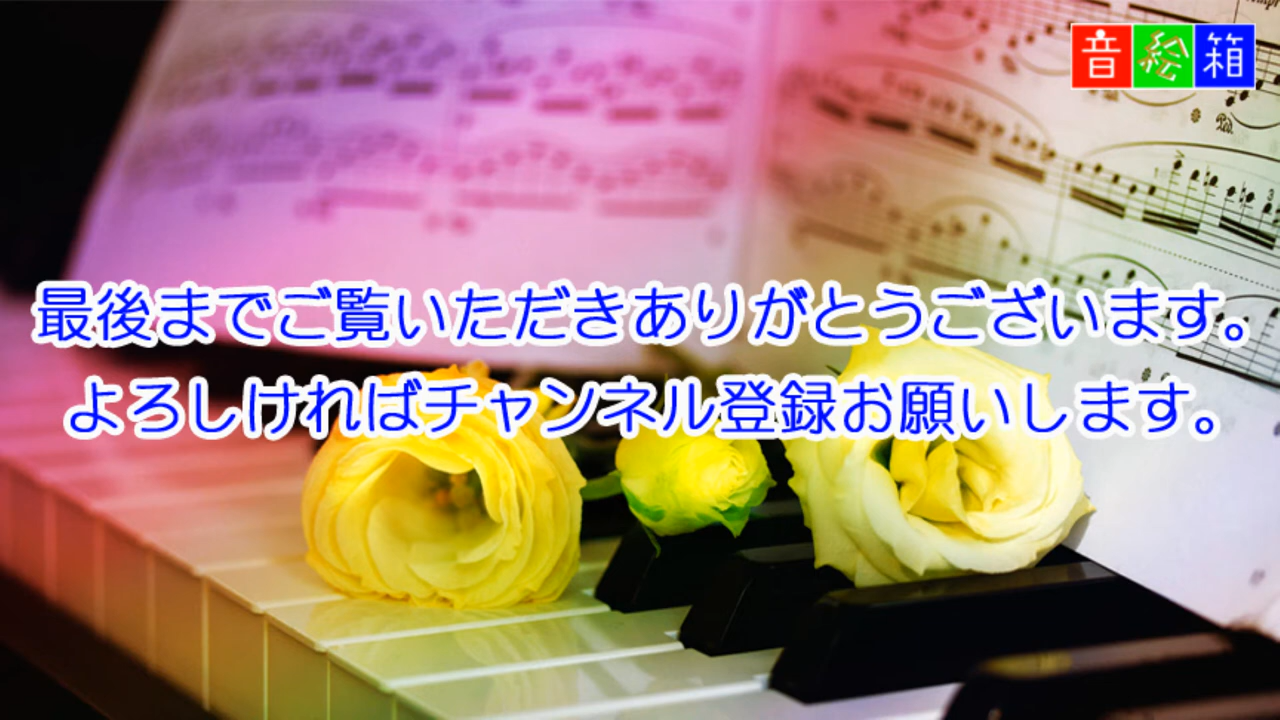 音絵箱
最後までご覧いただきありがとうございます。
よろしければチャンネル登録お願いします。